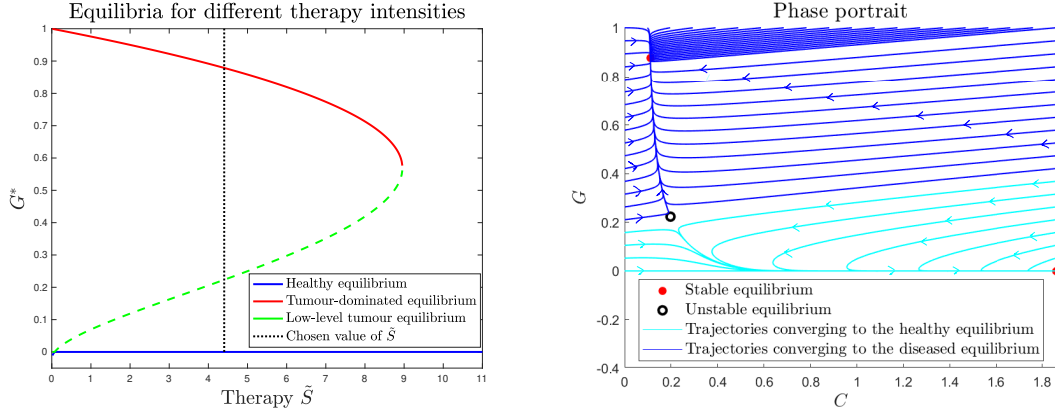 Equilibria for different therapy intensities
1
0.9
0.8
0.7
0.6
0.5
0.4
0.3
0.2
0.1
0
G*
Healthy equilibrium
Tumour-dominated equilibrium
Low-level tumour equilibrium
Chosen value of S̃
0 1 2 3 4 5 6 7 8 9 10 11
Therapy S̃
Phase portrait
1
0.8
0.6
0.4
0.2
0
-0.2
-0.4
G
Stable equilibrium
Unstable equilibrium
Trajectories converging to the healthy equilibrium
Trajectories converging to the diseased equilibrium
0 0.2 0.4 0.6 0.8 1 1.2 1.4 1.6 1.8
C